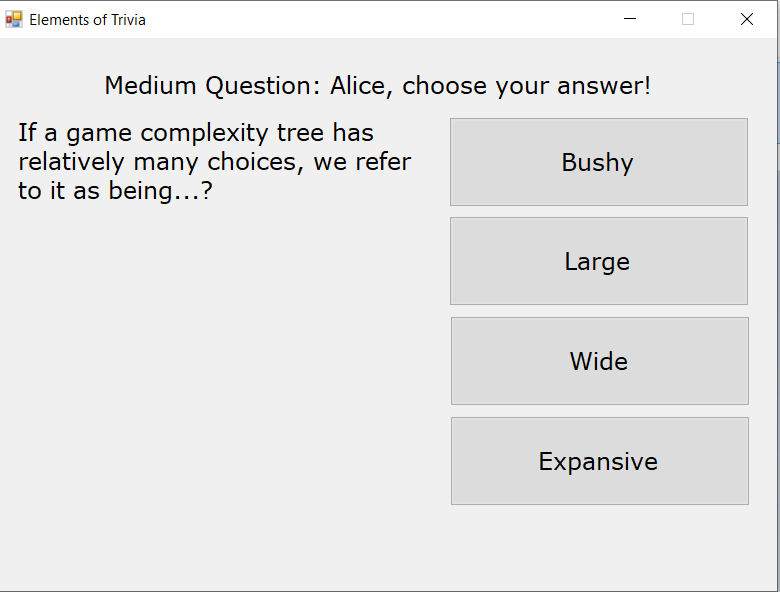 Elements of Trivia
Medium Question: Alice, choose your answer!
If a game complexity tree has
relatively many choices, we refer
to it as being...?
Bushy
Large
Wide
Expansive